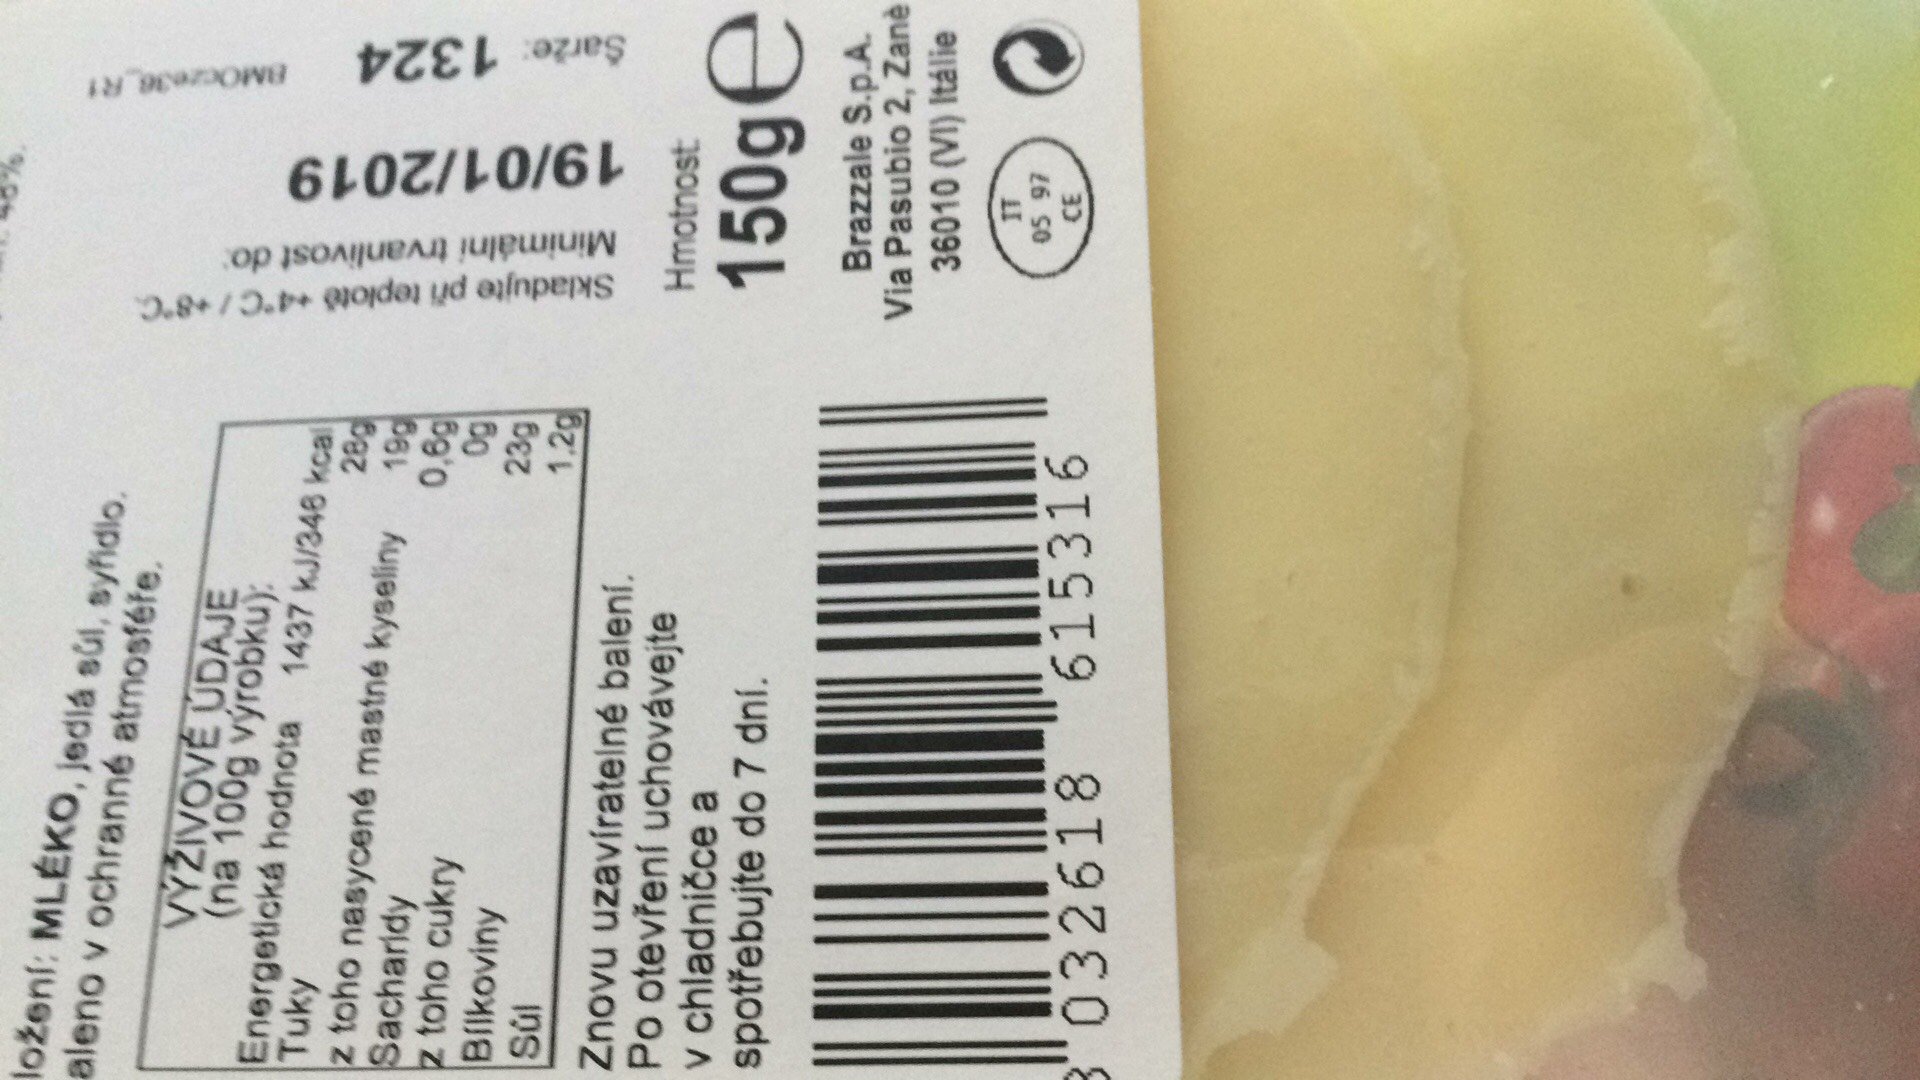 ložení: MLÉKO, jedlá sůl, syřidlo.
aleno v ochranné atmosféře.
VÝŽIVOVÉ ÚDAJE
(na 100g výrobku):
Energetická hodnota 1437 kJ/346 kcal
Tuky 28g
z toho nasycené mastné kyseliny 19g
Sacharidy 0,6g
z toho cukry 0g
Bílkoviny 23g
Sůl 1,2g
Znovu uzavíratelné balení.
Po otevření uchovávejte
v chladničce a
spotřebujte do 7 dní.
8 032618 615316
Skladujte při teplotě +4°C / +8°C.
Minimální trvanlivost do:
19/01/2019
Šarže: 1324
BMOcze36_R1
Hmotnost:
150g e
Brazzale S.p.A.
Via Pasubio 2, Zanè
36010 (VI) Itálie
IT
05 97
CE